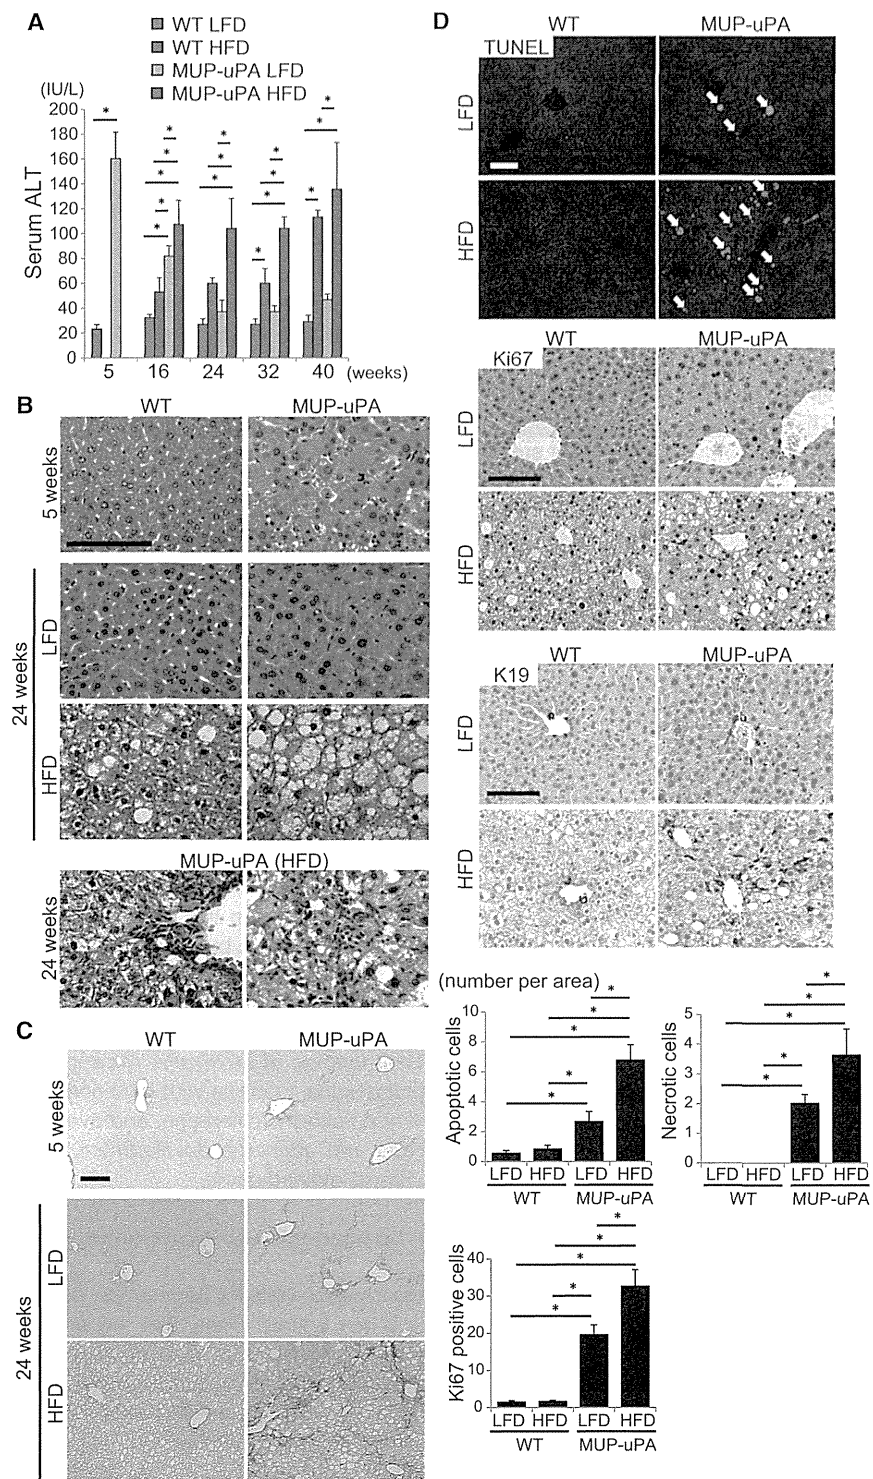 A
WT LFD
WT HFD
MUP-uPA LFD
MUP-uPA HFD
(IU/L)
Serum ALT
200
180
160
140
120
100
80
60
40
20
0
5 16 24 32 40 (weeks)
* * * * * * * * * * * * * * * *
B
WT MUP-uPA
5 weeks
24 weeks
LFD
HFD
MUP-uPA (HFD)
24 weeks
C
WT MUP-uPA
5 weeks
24 weeks
LFD
HFD
D
WT MUP-uPA
TUNEL
LFD
HFD
WT MUP-uPA
Ki67
LFD
HFD
WT MUP-uPA
K19
LFD
HFD
(number per area)
Apoptotic cells
10
8
6
4
2
0
* * * * *
LFD HFD LFD HFD
WT MUP-uPA
Necrotic cells
5
4
3
2
1
0
* * * * *
LFD HFD LFD HFD
WT MUP-uPA
Ki67 positive cells
40
30
20
10
0
* * * * *
LFD HFD LFD HFD
WT MUP-uPA